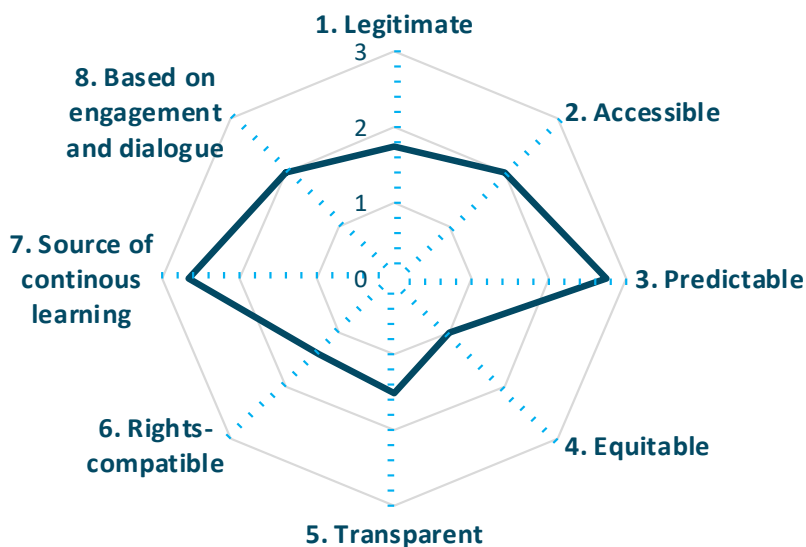 1. Legitimate
3
8. Based on
engagement
and dialogue
2. Accessible
2
1
7. Source of
continous
learning
0
3. Predictable
6. Rights-
compatible
4. Equitable
5. Transparent